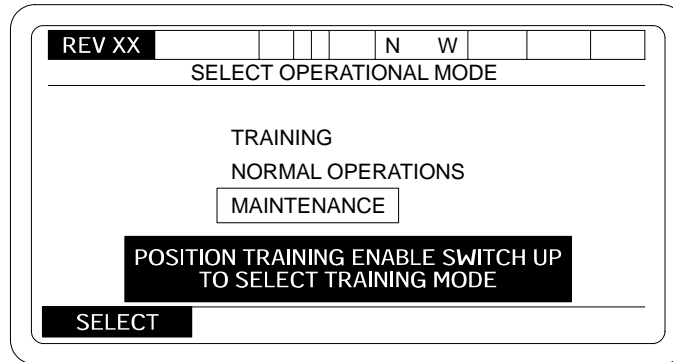 REV XX N W
SELECT OPERATIONAL MODE
TRAINING
NORMAL OPERATIONS
MAINTENANCE
POSITION TRAINING ENABLE SWITCH UP
TO SELECT TRAINING MODE
SELECT